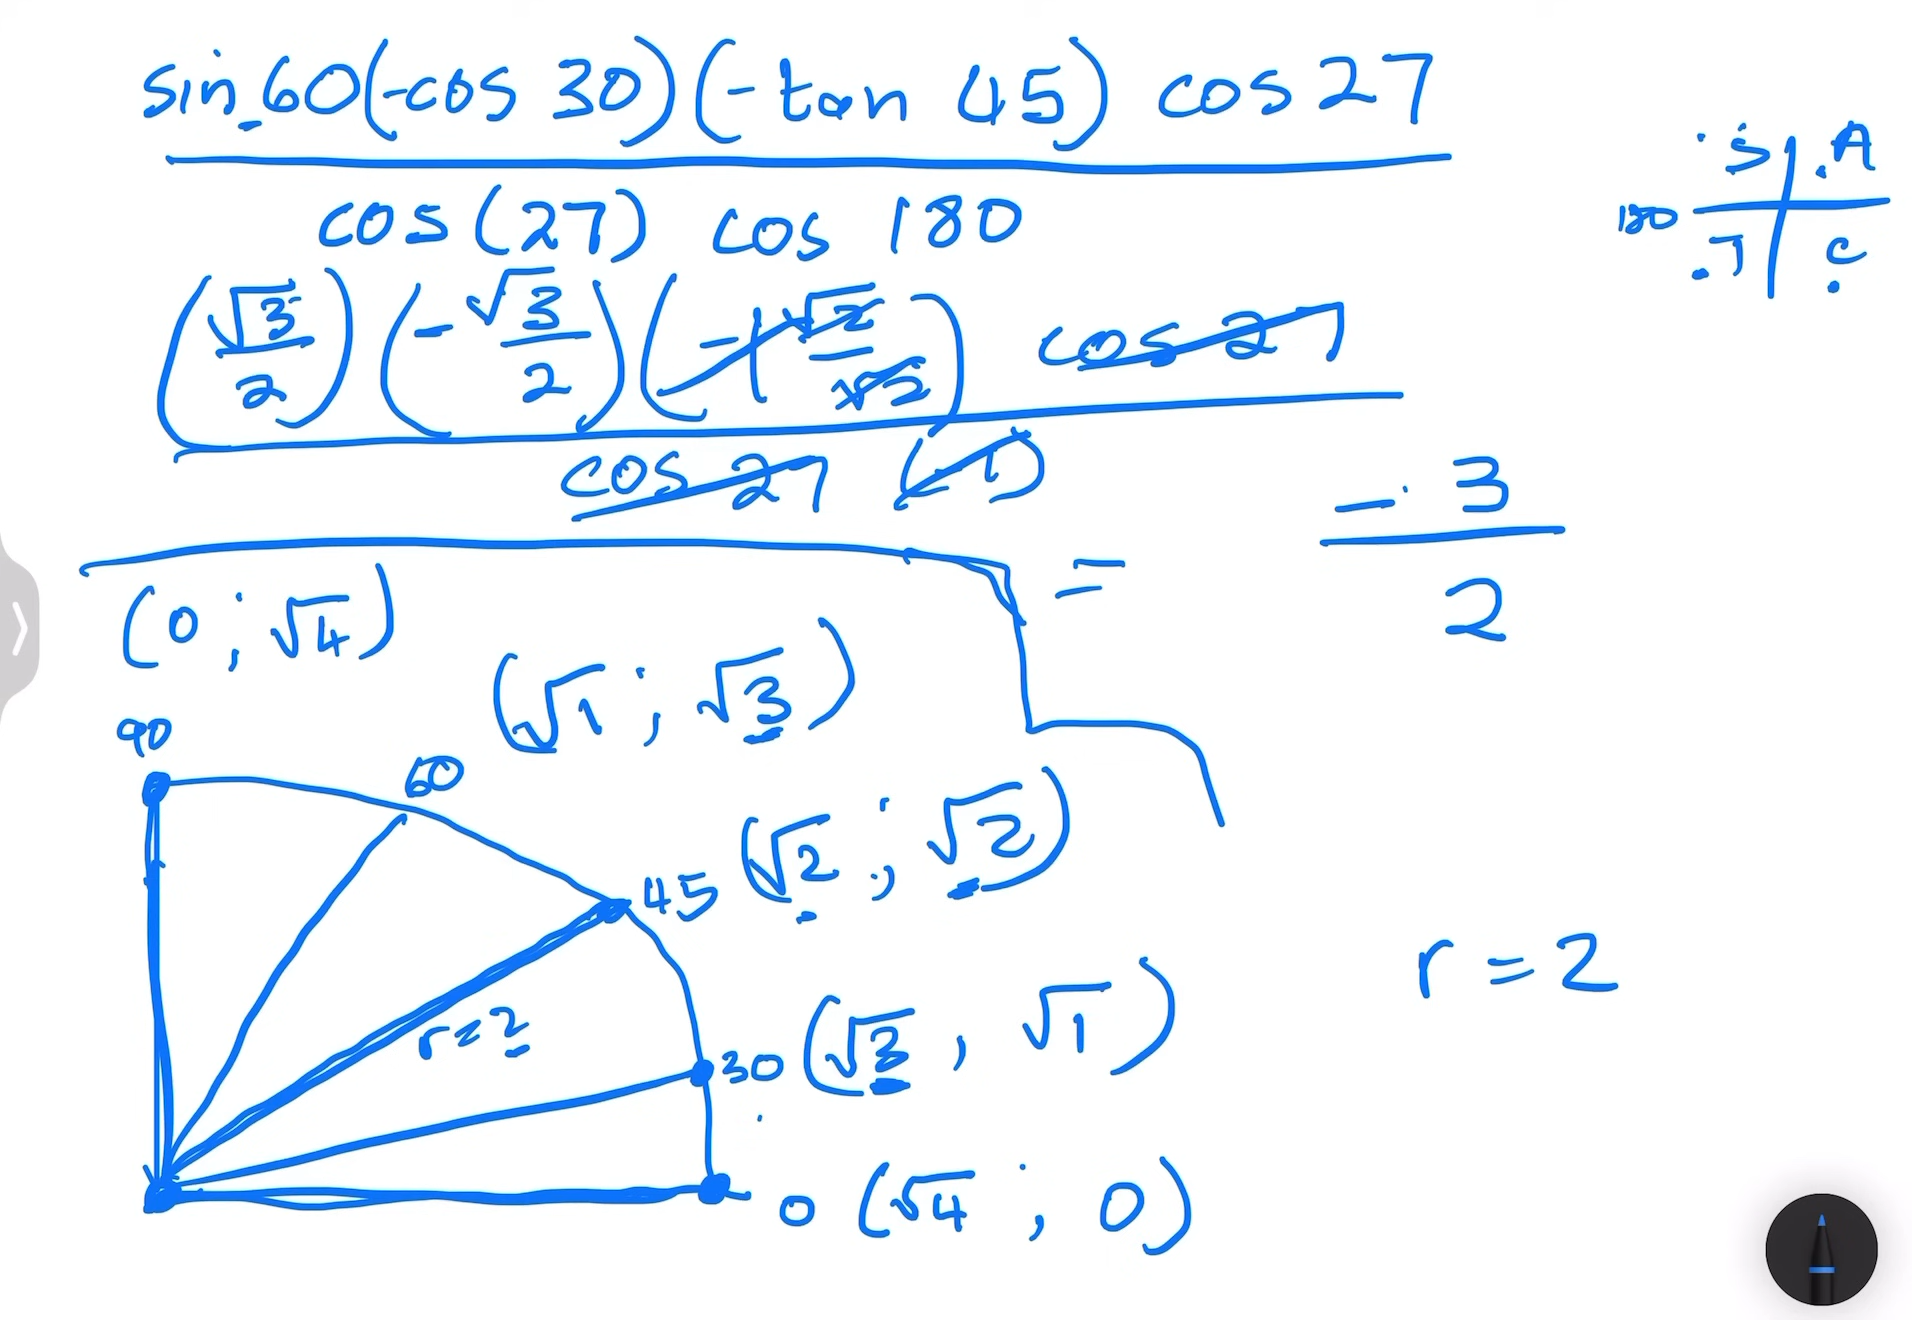 sin 60(-cos 30)(-tan 45) cos 27
cos(27) cos 180
S A
180
T C
(√3/2)(-√3/2)(-1 √2/√2) cos 27
cos 27 (-1)
= -3/2
(0 ; √4)
(√1 ; √3)
90
60
45 (√2 ; √2)
r = 2
r = 2
30 (√3 , √1)
0 (√4 ; 0)